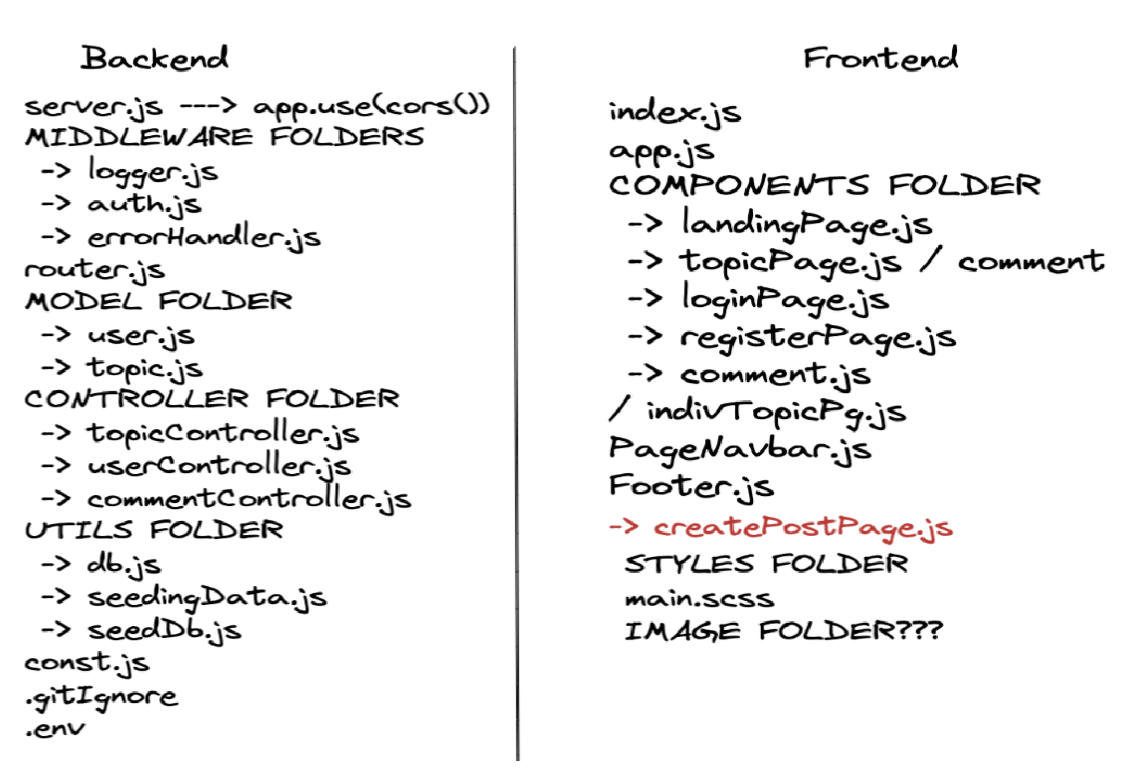 Backend
server.js ---> app.use(cors())
MIDDLEWARE FOLDERS
-> logger.js
-> auth.js
-> errorHandler.js
router.js
MODEL FOLDER
-> user.js
-> topic.js
CONTROLLER FOLDER
-> topicController.js
-> userController.js
-> commentController.js
UTILS FOLDER
-> db.js
-> seedingData.js
-> seedDb.js
const.js
.gitIgnore
.env
Frontend
index.js
app.js
COMPONENTS FOLDER
-> landingPage.js
-> topicPage.js / comment
-> loginPage.js
-> registerPage.js
-> comment.js
/ indivTopicPg.js
PageNavbar.js
Footer.js
-> createPostPage.js
STYLES FOLDER
main.scss
IMAGE FOLDER???